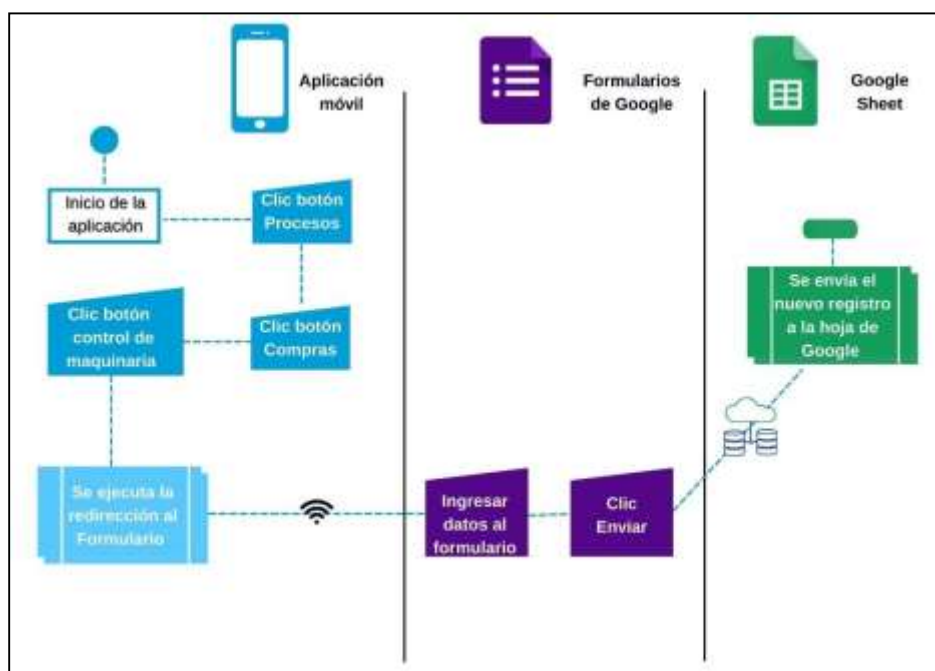 Aplicación
móvil
Formularios
de Google
Google
Sheet
Inicio de la
aplicación
Clic botón
Procesos
Clic botón
control de
maquinaria
Clic botón
Compras
Se ejecuta la
redirección al
Formulario
Ingresar
datos al
formulario
Clic
Enviar
Se envía el
nuevo registro
a la hoja de
Google